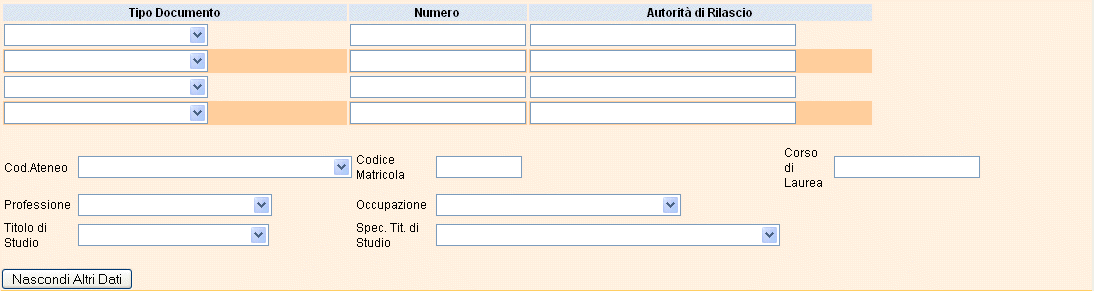 Tipo Documento Numero Autorità di Rilascio
Cod.Ateneo
Codice
Matricola
Corso
di
Laurea
Professione Occupazione
Titolo di
Studio
Spec. Tit. di
Studio
Nascondi Altri Dati